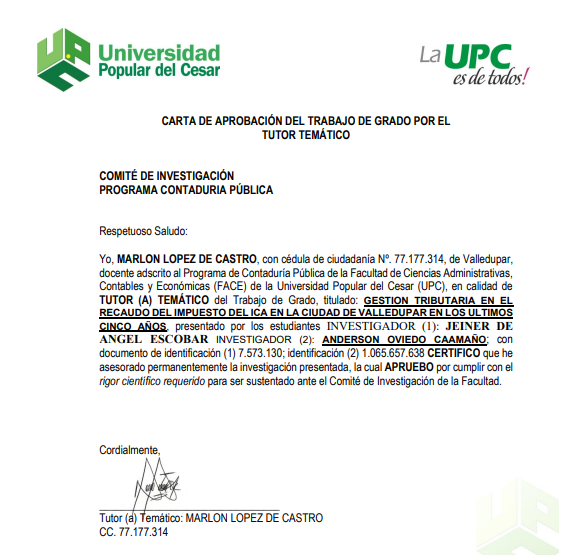 Universidad
Popular del Cesar
La UPC
es de todos!
CARTA DE APROBACIÓN DEL TRABAJO DE GRADO POR EL
TUTOR TEMÁTICO
COMITÉ DE INVESTIGACIÓN
PROGRAMA CONTADURIA PÚBLICA
Respetuoso Saludo:
Yo, MARLON LOPEZ DE CASTRO, con cédula de ciudadanía Nº. 77.177.314, de Valledupar,
docente adscrito al Programa de Contaduría Pública de la Facultad de Ciencias Administrativas,
Contables y Económicas (FACE) de la Universidad Popular del Cesar (UPC), en calidad de
TUTOR (A) TEMÁTICO del Trabajo de Grado, titulado: GESTION TRIBUTARIA EN EL
RECAUDO DEL IMPUESTO DEL ICA EN LA CIUDAD DE VALLEDUPAR EN LOS ULTIMOS
CINCO AÑOS, presentado por los estudiantes INVESTIGADOR (1): JEINER DE
ANGEL ESCOBAR INVESTIGADOR (2): ANDERSON OVIEDO CAAMAÑO; con
documento de identificación (1) 7.573.130; identificación (2) 1.065.657.638 CERTIFICO que he
asesorado permanentemente la investigación presentada, la cual APRUEBO por cumplir con el
rigor científico requerido para ser sustentado ante el Comité de Investigación de la Facultad.
Cordialmente,
Tutor (a) Temático: MARLON LOPEZ DE CASTRO
CC. 77.177.314